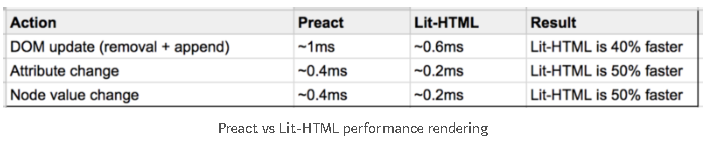 Action Preact Lit-HTML Result
DOM update (removal + append) ~1ms ~0.6ms Lit-HTML is 40% faster
Attribute change ~0.4ms ~0.2ms Lit-HTML is 50% faster
Node value change ~0.4ms ~0.2ms Lit-HTML is 50% faster
Preact vs Lit-HTML performance rendering